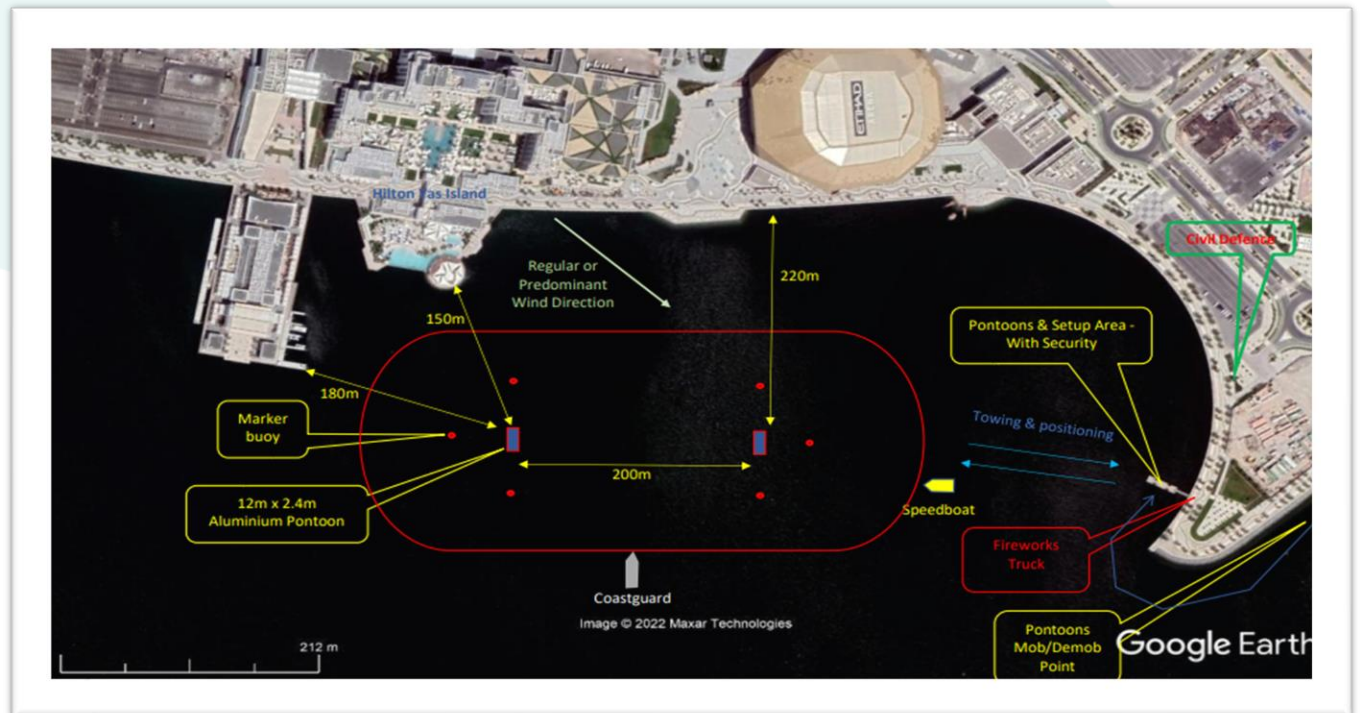 ETIHAD
ARENA
Hilton Yas Island
Civil Defence
Regular or
Predominant
Wind Direction
220m
150m
Pontoons & Setup Area -
With Security
180m
Marker
buoy
Towing & positioning
200m
12m x 2.4m
Aluminium Pontoon
Speedboat
Fireworks
Truck
Coastguard
Image © 2022 Maxar Technologies
212 m
Pontoons
Mob/Demob
Point
Google Earth